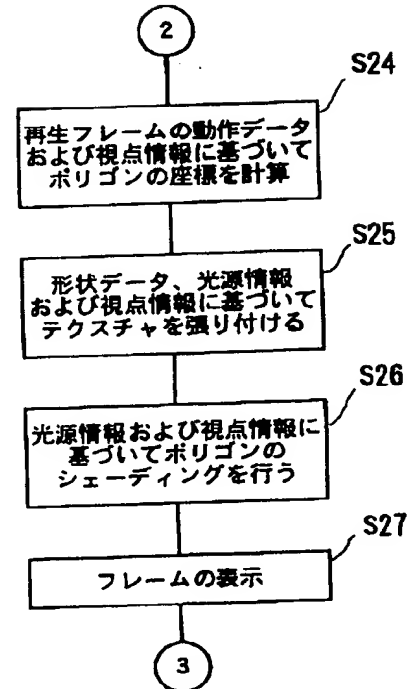 2
S24
再生フレームの動作データ
および視点情報に基づいて
ポリゴンの座標を計算
S25
形状データ、光源情報
および視点情報に基づいて
テクスチャを張り付ける
S26
光源情報および視点情報に
基づいてポリゴンの
シェーディングを行う
S27
フレームの表示
3